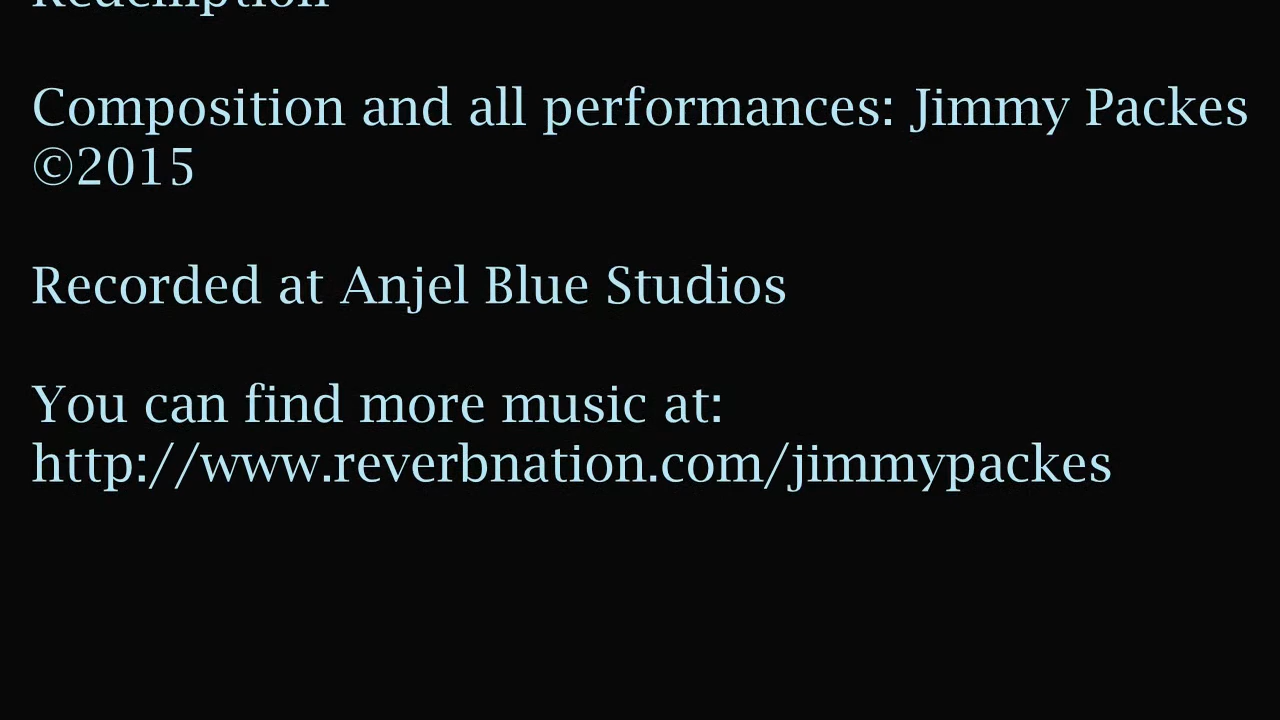 Redemption
Composition and all performances: Jimmy Packes
©2015
Recorded at Anjel Blue Studios
You can find more music at:
http://www.reverbnation.com/jimmypackes